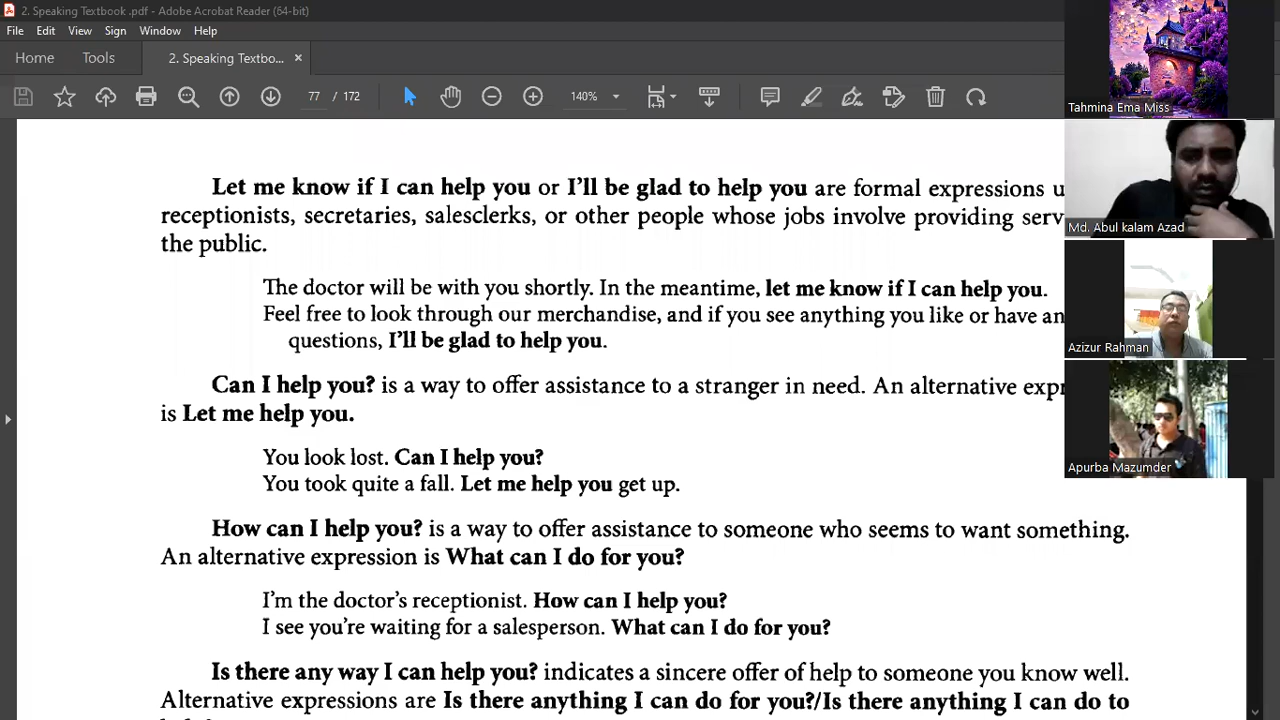 2. Speaking Textbook .pdf - Adobe Acrobat Reader (64-bit)
File Edit View Sign Window Help
Home Tools 2. Speaking Textbo... ×
77 / 172 140%
Let me know if I can help you or I'll be glad to help you are formal expressions
receptionists, secretaries, salesclerks, or other people whose jobs involve providing
the public.
The doctor will be with you shortly. In the meantime, let me know if I can help you.
Feel free to look through our merchandise, and if you see anything you like or have
questions, I'll be glad to help you.
Can I help you? is a way to offer assistance to a stranger in need. An alternative
is Let me help you.
You look lost. Can I help you?
You took quite a fall. Let me help you get up.
How can I help you? is a way to offer assistance to someone who seems to want something.
An alternative expression is What can I do for you?
I'm the doctor's receptionist. How can I help you?
I see you're waiting for a salesperson. What can I do for you?
Is there any way I can help you? indicates a sincere offer of help to someone you know well.
Alternative expressions are Is there anything I can do for you?/Is there anything I can do to
Tahmina Ema Miss
Md. Abul kalam Azad
Azizur Rahman
Apurba Mazumder